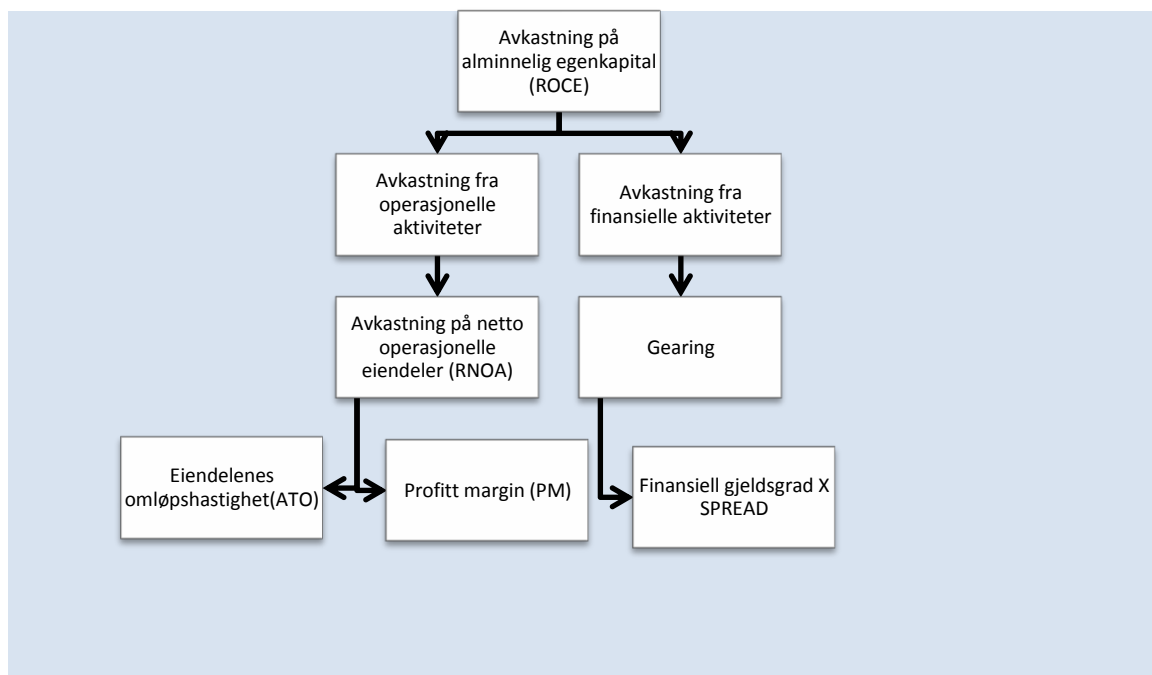 Avkastning på
alminnelig egenkapital
(ROCE)
Avkastning fra
operasjonelle
aktiviteter
Avkastning fra
finansielle aktiviteter
Avkastning på netto
operasjonelle
eiendeler (RNOA)
Gearing
Eiendelenes
omløpshastighet(ATO)
Profitt margin (PM)
Finansiell gjeldsgrad X
SPREAD